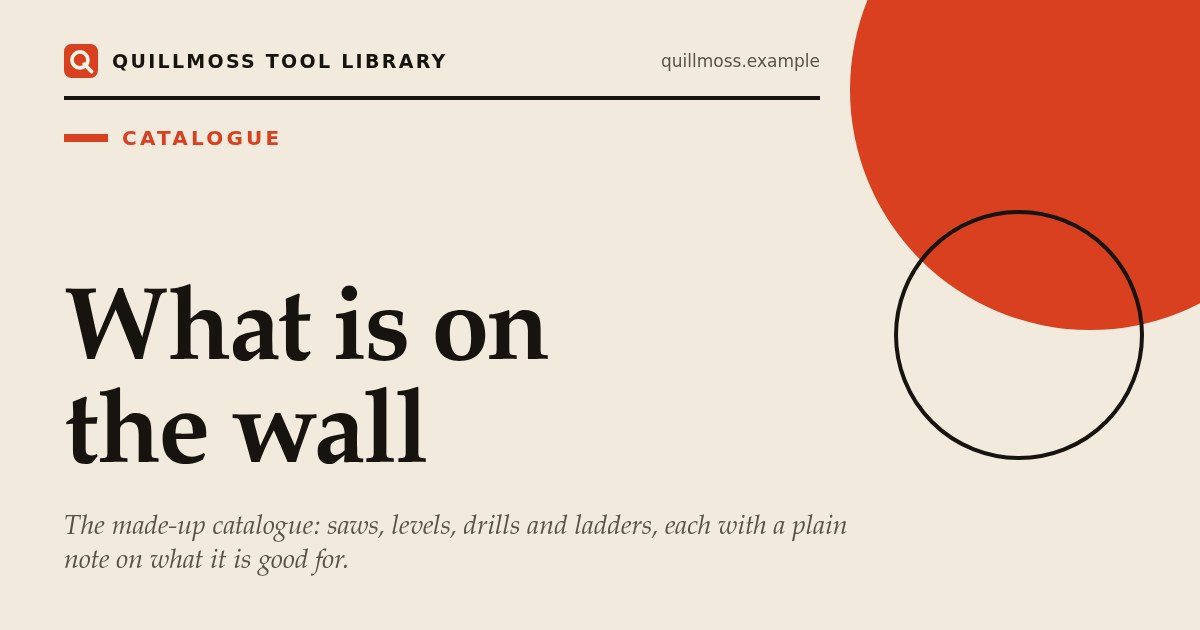 QUILLMOSS TOOL LIBRARY
quillmoss.example
CATALOGUE
What is on
the wall
The made-up catalogue: saws, levels, drills and ladders, each with a plain
note on what it is good for.